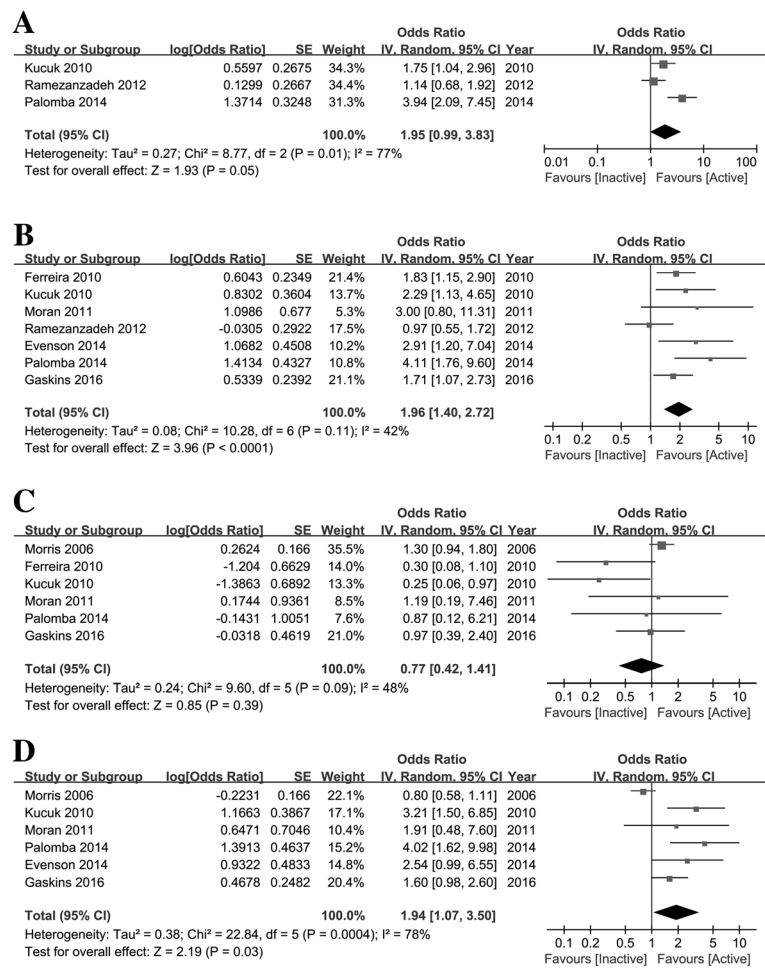 A
Odds Ratio Odds Ratio
Study or Subgroup log[Odds Ratio] SE Weight IV, Random, 95% CI Year IV, Random, 95% CI
Kucuk 2010 0.5597 0.2675 34.3% 1.75 [1.04, 2.96] 2010
Ramezanzadeh 2012 0.1299 0.2667 34.4% 1.14 [0.68, 1.92] 2012
Palomba 2014 1.3714 0.3248 31.3% 3.94 [2.09, 7.45] 2014
Total (95% CI) 100.0% 1.95 [0.99, 3.83]
Heterogeneity: Tau² = 0.27; Chi² = 8.77, df = 2 (P = 0.01); I² = 77%
Test for overall effect: Z = 1.93 (P = 0.05)
0.01 0.1 1 10 100
Favours [Inactive] Favours [Active]
B
Odds Ratio Odds Ratio
Study or Subgroup log[Odds Ratio] SE Weight IV, Random, 95% CI Year IV, Random, 95% CI
Ferreira 2010 0.6043 0.2349 21.4% 1.83 [1.15, 2.90] 2010
Kucuk 2010 0.8302 0.3604 13.7% 2.29 [1.13, 4.65] 2010
Moran 2011 1.0986 0.677 5.3% 3.00 [0.80, 11.31] 2011
Ramezanzadeh 2012 -0.0305 0.2922 17.5% 0.97 [0.55, 1.72] 2012
Evenson 2014 1.0682 0.4508 10.2% 2.91 [1.20, 7.04] 2014
Palomba 2014 1.4134 0.4327 10.8% 4.11 [1.76, 9.60] 2014
Gaskins 2016 0.5339 0.2392 21.1% 1.71 [1.07, 2.73] 2016
Total (95% CI) 100.0% 1.96 [1.40, 2.72]
Heterogeneity: Tau² = 0.08; Chi² = 10.28, df = 6 (P = 0.11); I² = 42%
Test for overall effect: Z = 3.96 (P < 0.0001)
0.1 0.2 0.5 1 2 5 10
Favours [Inactive] Favours [Active]
C
Odds Ratio Odds Ratio
Study or Subgroup log[Odds Ratio] SE Weight IV, Random, 95% CI Year IV, Random, 95% CI
Morris 2006 0.2624 0.166 35.5% 1.30 [0.94, 1.80] 2006
Ferreira 2010 -1.204 0.6629 14.0% 0.30 [0.08, 1.10] 2010
Kucuk 2010 -1.3863 0.6892 13.3% 0.25 [0.06, 0.97] 2010
Moran 2011 0.1744 0.9361 8.5% 1.19 [0.19, 7.46] 2011
Palomba 2014 -0.1431 1.0051 7.6% 0.87 [0.12, 6.21] 2014
Gaskins 2016 -0.0318 0.4619 21.0% 0.97 [0.39, 2.40] 2016
Total (95% CI) 100.0% 0.77 [0.42, 1.41]
Heterogeneity: Tau² = 0.24; Chi² = 9.60, df = 5 (P = 0.09); I² = 48%
Test for overall effect: Z = 0.85 (P = 0.39)
0.1 0.2 0.5 1 2 5 10
Favours [Inactive] Favours [Active]
D
Odds Ratio Odds Ratio
Study or Subgroup log[Odds Ratio] SE Weight IV, Random, 95% CI Year IV, Random, 95% CI
Morris 2006 -0.2231 0.166 22.1% 0.80 [0.58, 1.11] 2006
Kucuk 2010 1.1663 0.3867 17.1% 3.21 [1.50, 6.85] 2010
Moran 2011 0.6471 0.7046 10.4% 1.91 [0.48, 7.60] 2011
Palomba 2014 1.3913 0.4637 15.2% 4.02 [1.62, 9.98] 2014
Evenson 2014 0.9322 0.4833 14.8% 2.54 [0.99, 6.55] 2014
Gaskins 2016 0.4678 0.2482 20.4% 1.60 [0.98, 2.60] 2016
Total (95% CI) 100.0% 1.94 [1.07, 3.50]
Heterogeneity: Tau² = 0.38; Chi² = 22.84, df = 5 (P = 0.0004); I² = 78%
Test for overall effect: Z = 2.19 (P = 0.03)
0.1 0.2 0.5 1 2 5 10
Favours [Inactive] Favours [Active]